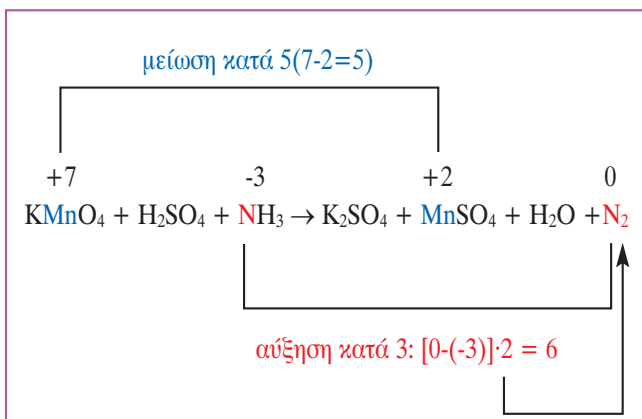 μείωση κατά 5(7-2=5)
+7 -3 +2 0
KMnO₄ + H₂SO₄ + NH₃ → K₂SO₄ + MnSO₄ + H₂O +N₂
αύξηση κατά 3: [0-(-3)]·2 = 6